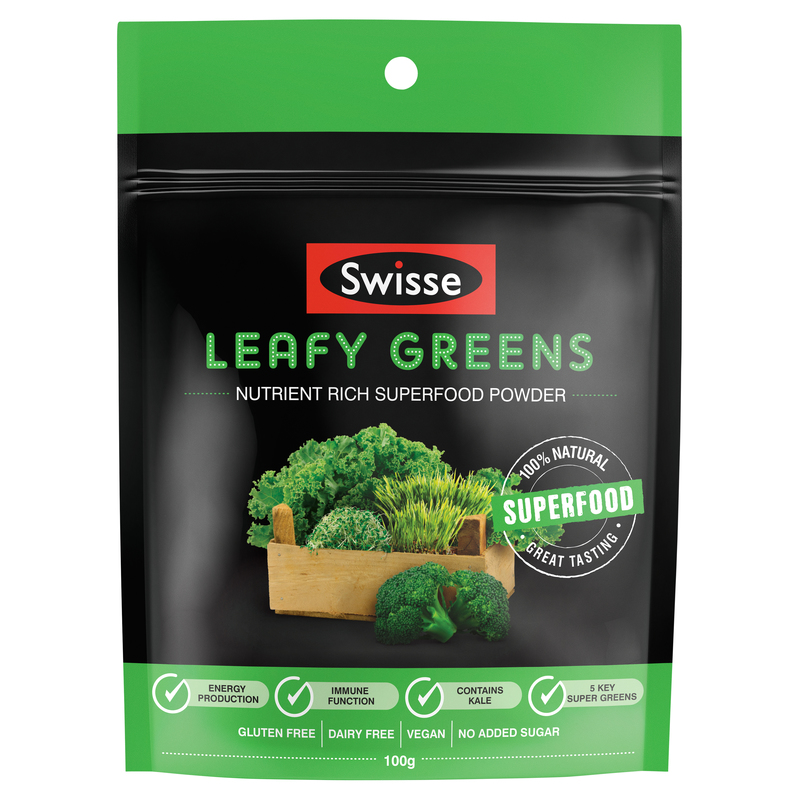 Swisse
LEAFY GREENS
NUTRIENT RICH SUPERFOOD POWDER
100% NATURAL
SUPERFOOD
• GREAT TASTING •
ENERGY
PRODUCTION
IMMUNE
FUNCTION
CONTAINS
KALE
5 KEY
SUPER GREENS
GLUTEN FREE | DAIRY FREE | VEGAN | NO ADDED SUGAR
100g